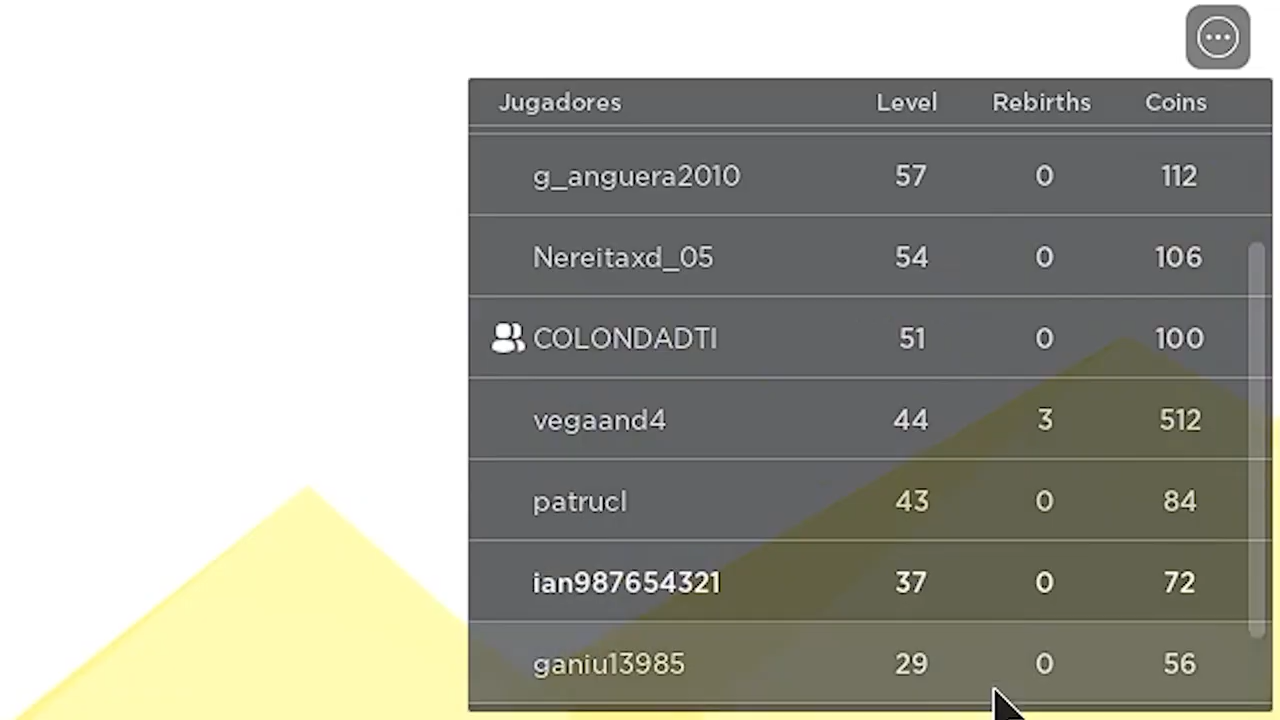 Jugadores Level Rebirths Coins
g_anguera2010 57 0 112
Nereitaxd_05 54 0 106
COLONDADTI 51 0 100
vegaand4 44 3 512
patrucl 43 0 84
ian987654321 37 0 72
ganiu13985 29 0 56